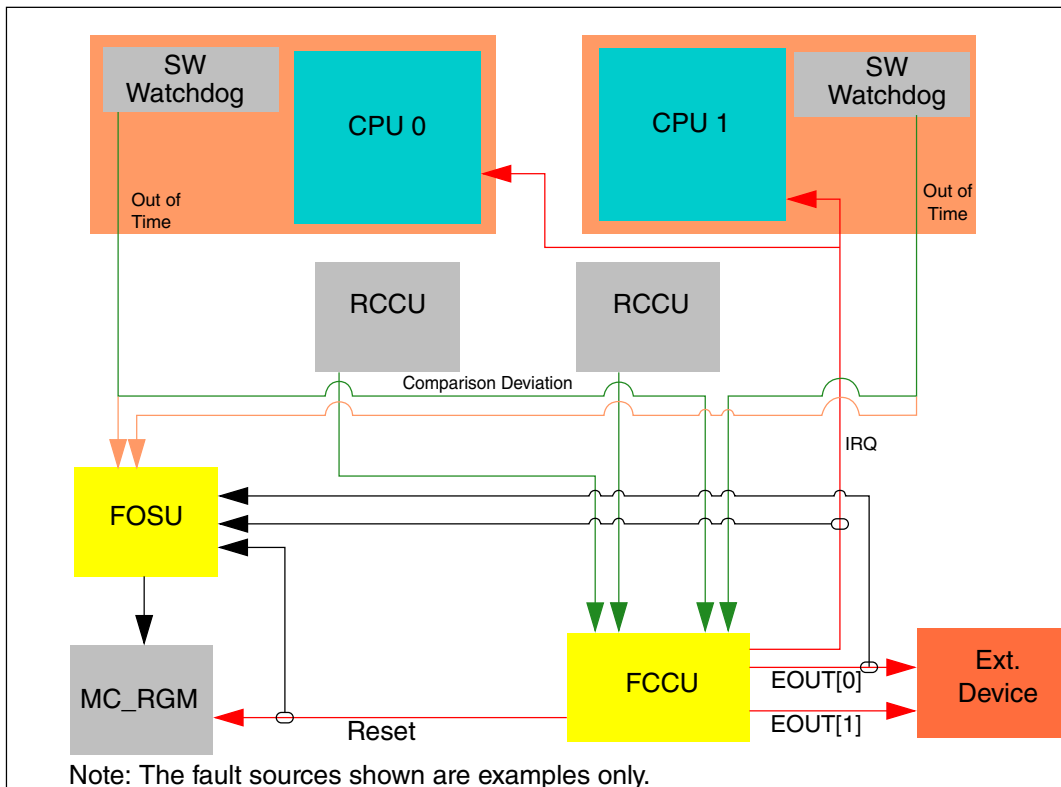 SW
Watchdog
CPU 0
CPU 1
SW
Watchdog
Out of
Time
Out of
Time
RCCU
RCCU
Comparison Deviation
IRQ
FOSU
MC_RGM
Reset
FCCU
EOUT[0]
EOUT[1]
Ext.
Device
Note: The fault sources shown are examples only.